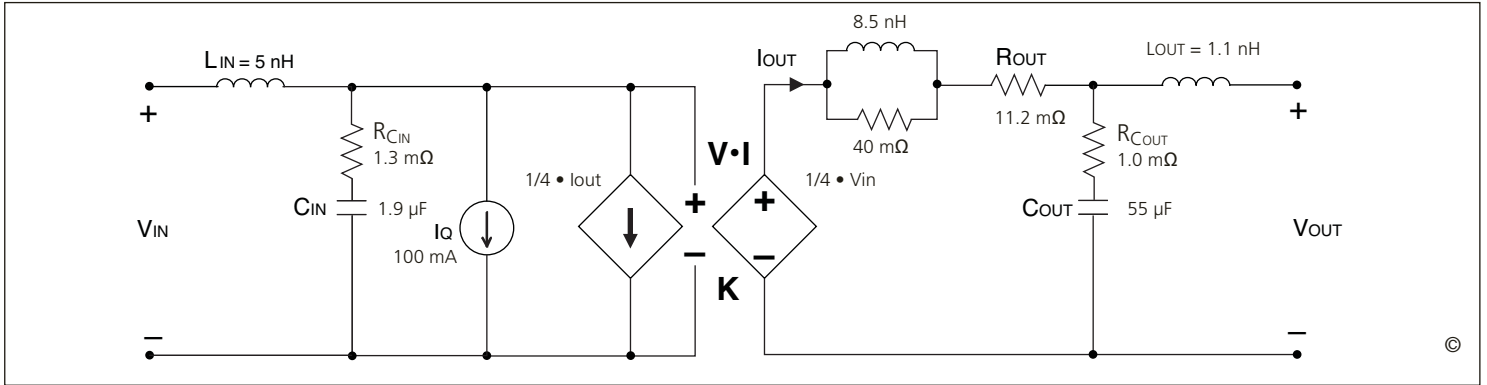 LIN = 5 nH
+
−
VIN
RCIN
1.3 mΩ
CIN
1.9 µF
IQ
100 mA
1/4 • Iout
+
−
V•I
K
1/4 • Vin
+
−
IOUT
8.5 nH
40 mΩ
ROUT
11.2 mΩ
RCOUT
1.0 mΩ
COUT
55 µF
LOUT = 1.1 nH
+
−
VOUT
©